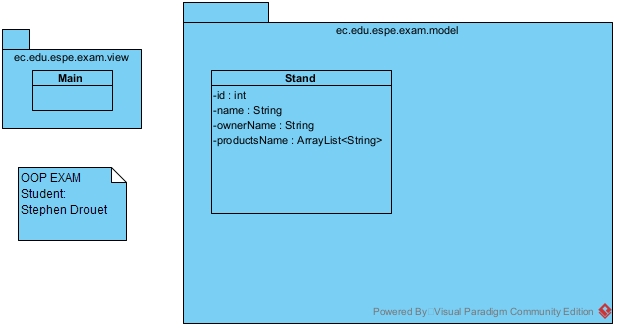 ec.edu.espe.exam.view
Main
OOP EXAM
Student:
Stephen Drouet
ec.edu.espe.exam.model
Stand
-id : int
-name : String
-ownerName : String
-productsName : ArrayList<String>
Powered By Visual Paradigm Community Edition